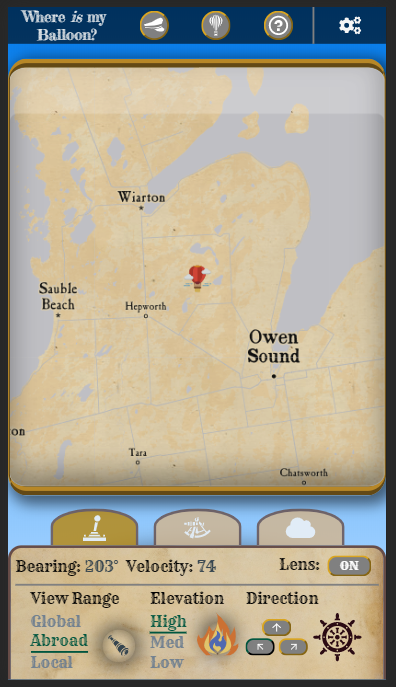 Where is my
Balloon?
?
Wiarton
Sauble
Beach
Hepworth
Owen
Sound
on
Tara
Chatsworth
Bearing: 203° Velocity: 74 Lens: ON
View Range Elevation Direction
Global High
Abroad Med
Local Low